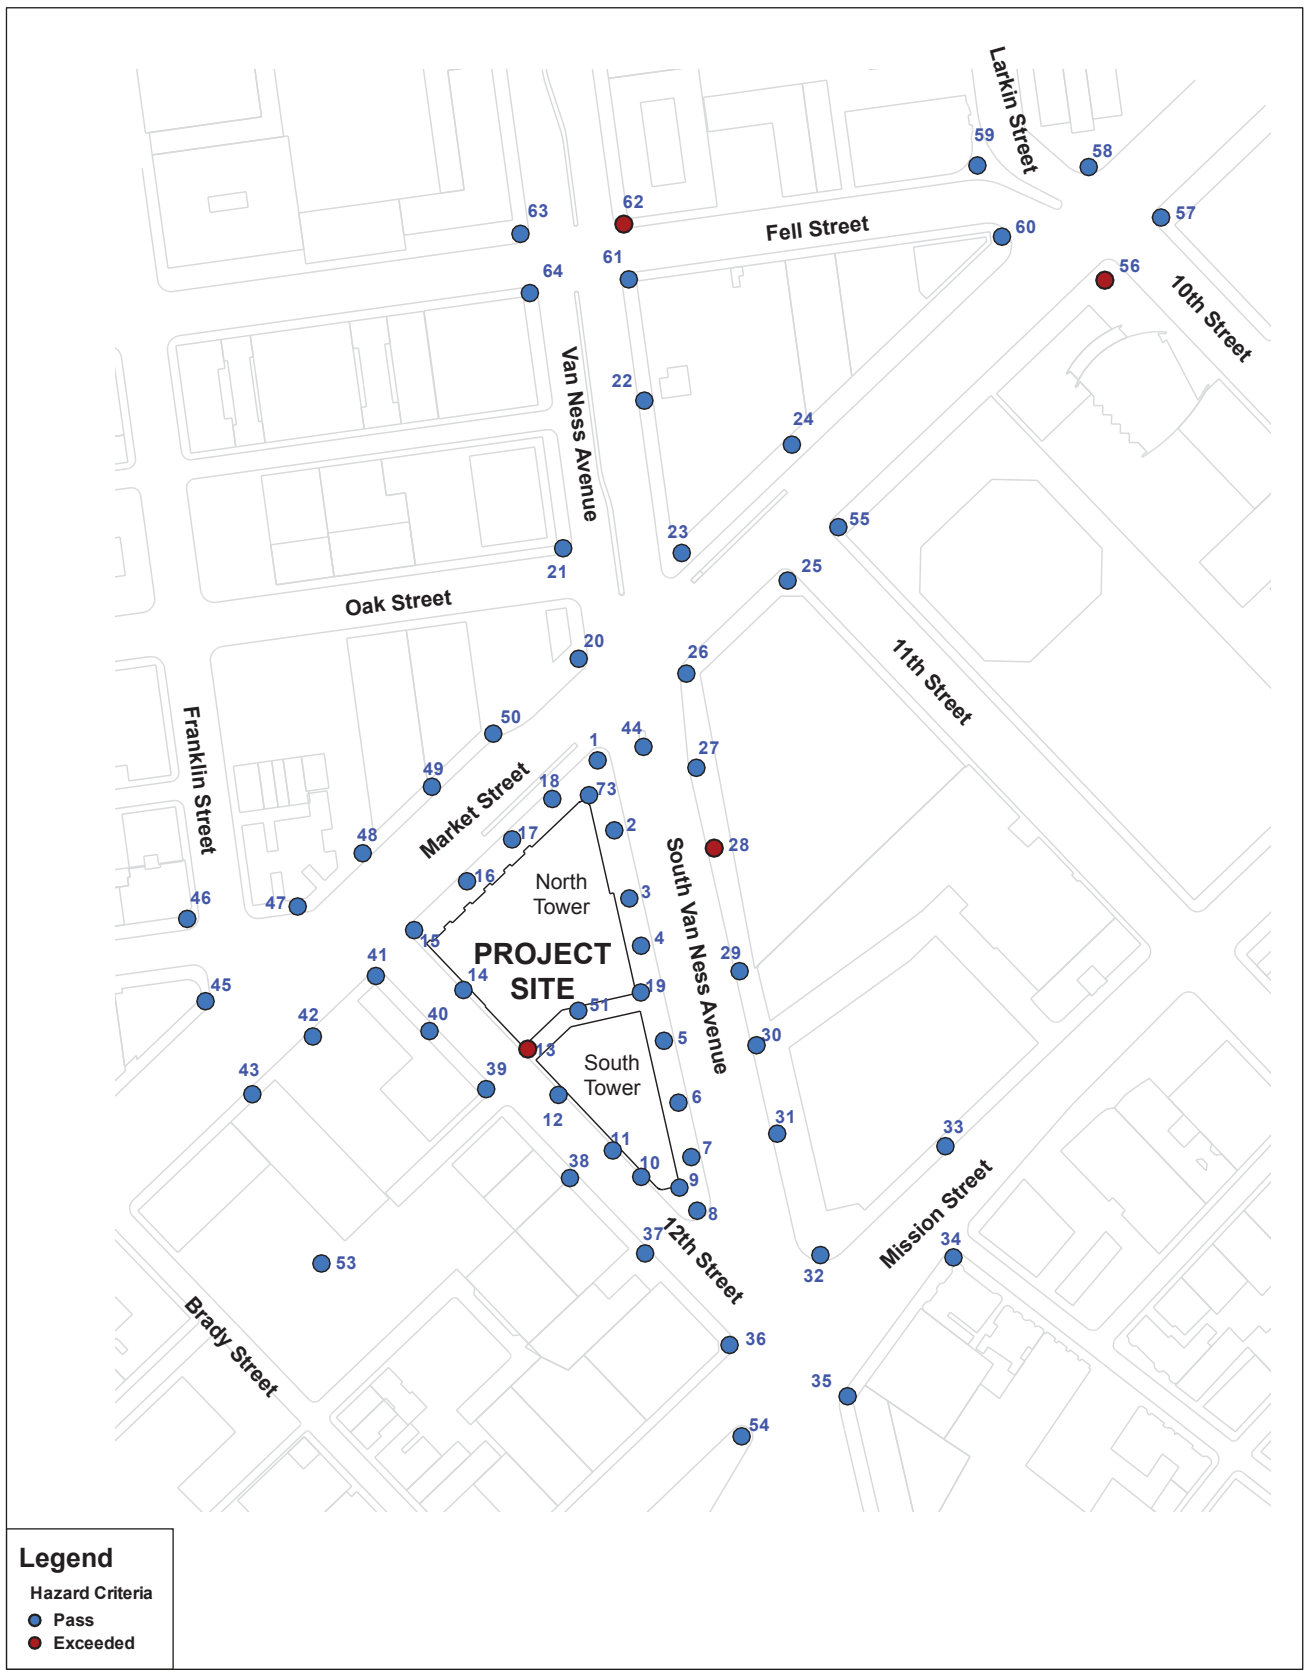 Larkin Street
59
58
62
63
57
Fell Street
60
61
64
56
10th Street
Van Ness Avenue
22
24
23
55
21
25
Oak Street
11th Street
20
26
Franklin Street
50
44
1
27
49
18
73
Market Street
2
48
17
28
South Van Ness Avenue
16
North
Tower
3
47
46
15
4
PROJECT
SITE
41
29
14
19
45
51
42
40
5
30
13
South
Tower
43
39
6
12
31
11
33
7
38
10
9
8
Mission Street
37
12th Street
34
53
32
Brady Street
36
35
54
Legend
Hazard Criteria
Pass
Exceeded